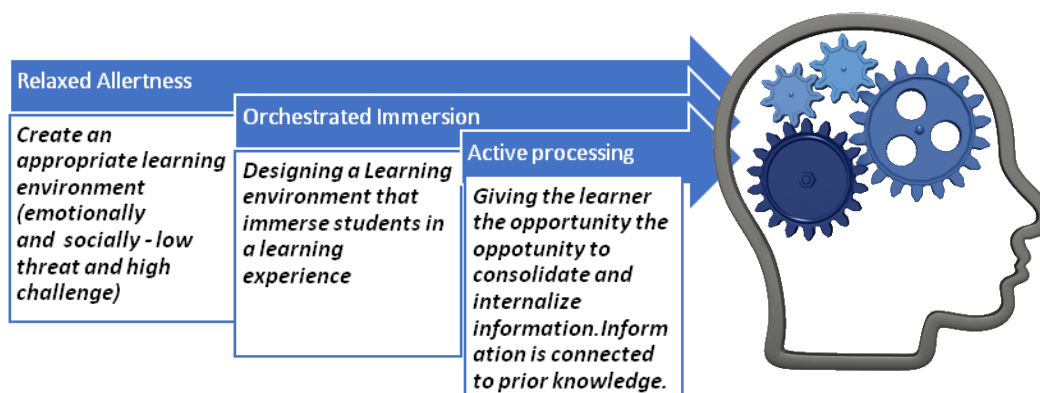 Relaxed Allertness
Create an
appropriate learning
environment
(emotionally
and socially - low
threat and high
challenge)
Orchestrated Immersion
Designing a Learning
environment that
immerse students in
a learning
experience
Active processing
Giving the learner
the opportunity the
oppotunity to
consolidate and
internalize
information.Inform
ation is connected
to prior knowledge.